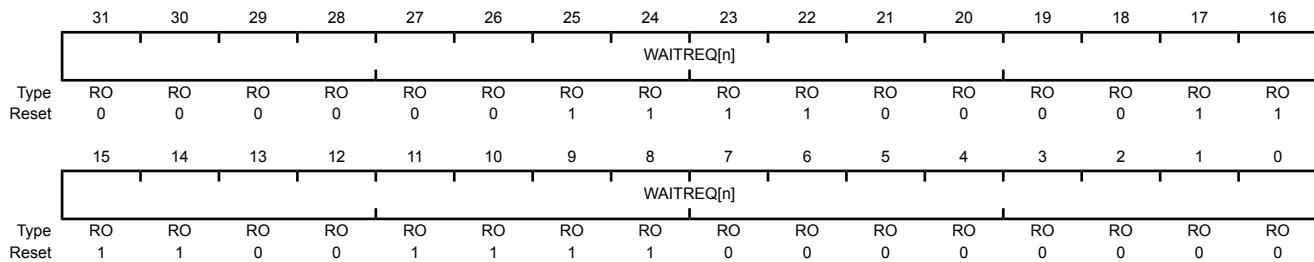 31 30 29 28 27 26 25 24 23 22 21 20 19 18 17 16
WAITREQ[n]
Type RO RO RO RO RO RO RO RO RO RO RO RO RO RO RO RO
Reset 0 0 0 0 0 0 1 1 1 1 0 0 0 0 1 1
15 14 13 12 11 10 9 8 7 6 5 4 3 2 1 0
WAITREQ[n]
Type RO RO RO RO RO RO RO RO RO RO RO RO RO RO RO RO
Reset 1 1 0 0 1 1 1 1 0 0 0 0 0 0 0 0